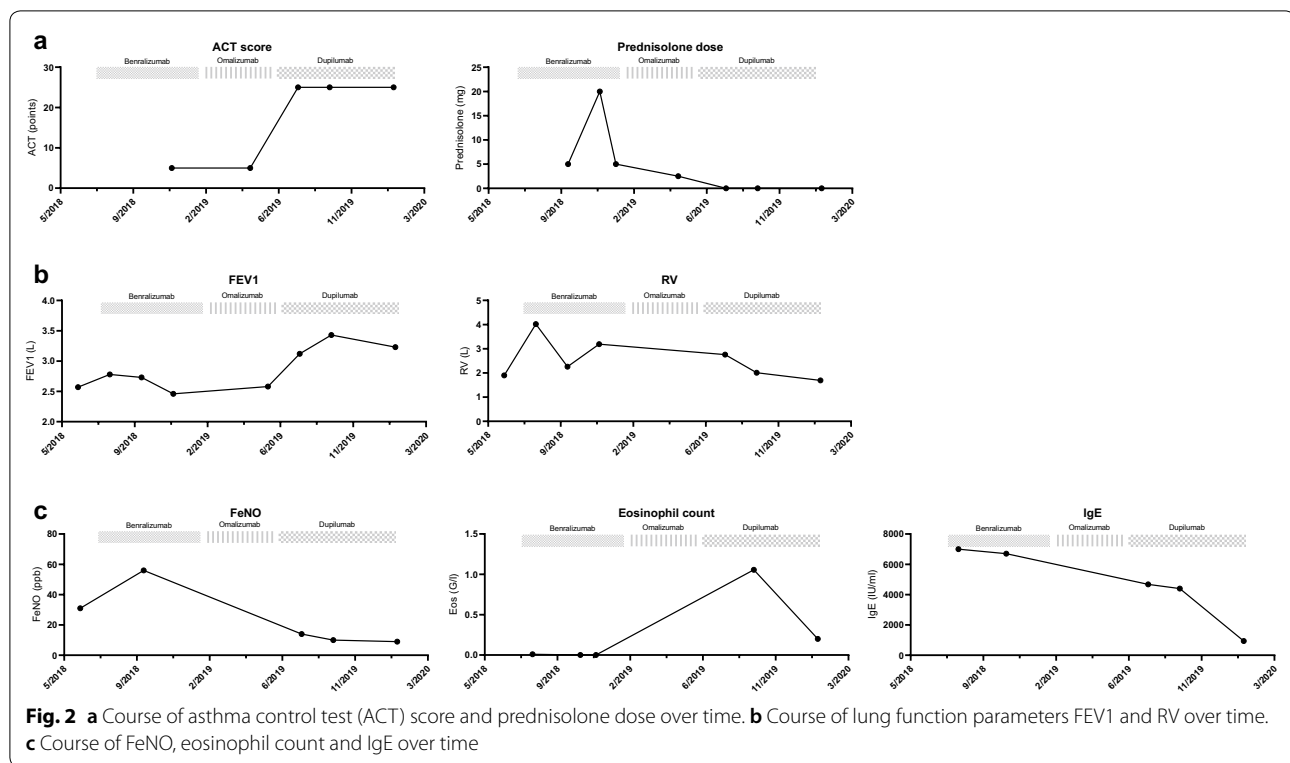 a
ACT score
Benralizumab Omalizumab Dupilumab
ACT (points)
30
20
10
0
5/2018 9/2018 2/2019 6/2019 11/2019 3/2020
Prednisolone dose
Benralizumab Omalizumab Dupilumab
Prednisolone (mg)
25
20
15
10
5
0
5/2018 9/2018 2/2019 6/2019 11/2019 3/2020
b
FEV1
Benralizumab Omalizumab Dupilumab
FEV1 (L)
4.0
3.5
3.0
2.5
2.0
5/2018 9/2018 2/2019 6/2019 11/2019 3/2020
RV
Benralizumab Omalizumab Dupilumab
RV (L)
5
4
3
2
1
0
5/2018 9/2018 2/2019 6/2019 11/2019 3/2020
c
FeNO
Benralizumab Omalizumab Dupilumab
FeNO (ppb)
80
60
40
20
0
5/2018 9/2018 2/2019 6/2019 11/2019 3/2020
Eosinophil count
Benralizumab Omalizumab Dupilumab
Eos (G/l)
1.5
1.0
0.5
0.0
5/2018 9/2018 2/2019 6/2019 11/2019 3/2020
IgE
Benralizumab Omalizumab Dupilumab
IgE (IU/ml)
8000
6000
4000
2000
0
5/2018 9/2018 2/2019 6/2019 11/2019 3/2020
Fig. 2 a Course of asthma control test (ACT) score and prednisolone dose over time. b Course of lung function parameters FEV1 and RV over time.
c Course of FeNO, eosinophil count and IgE over time